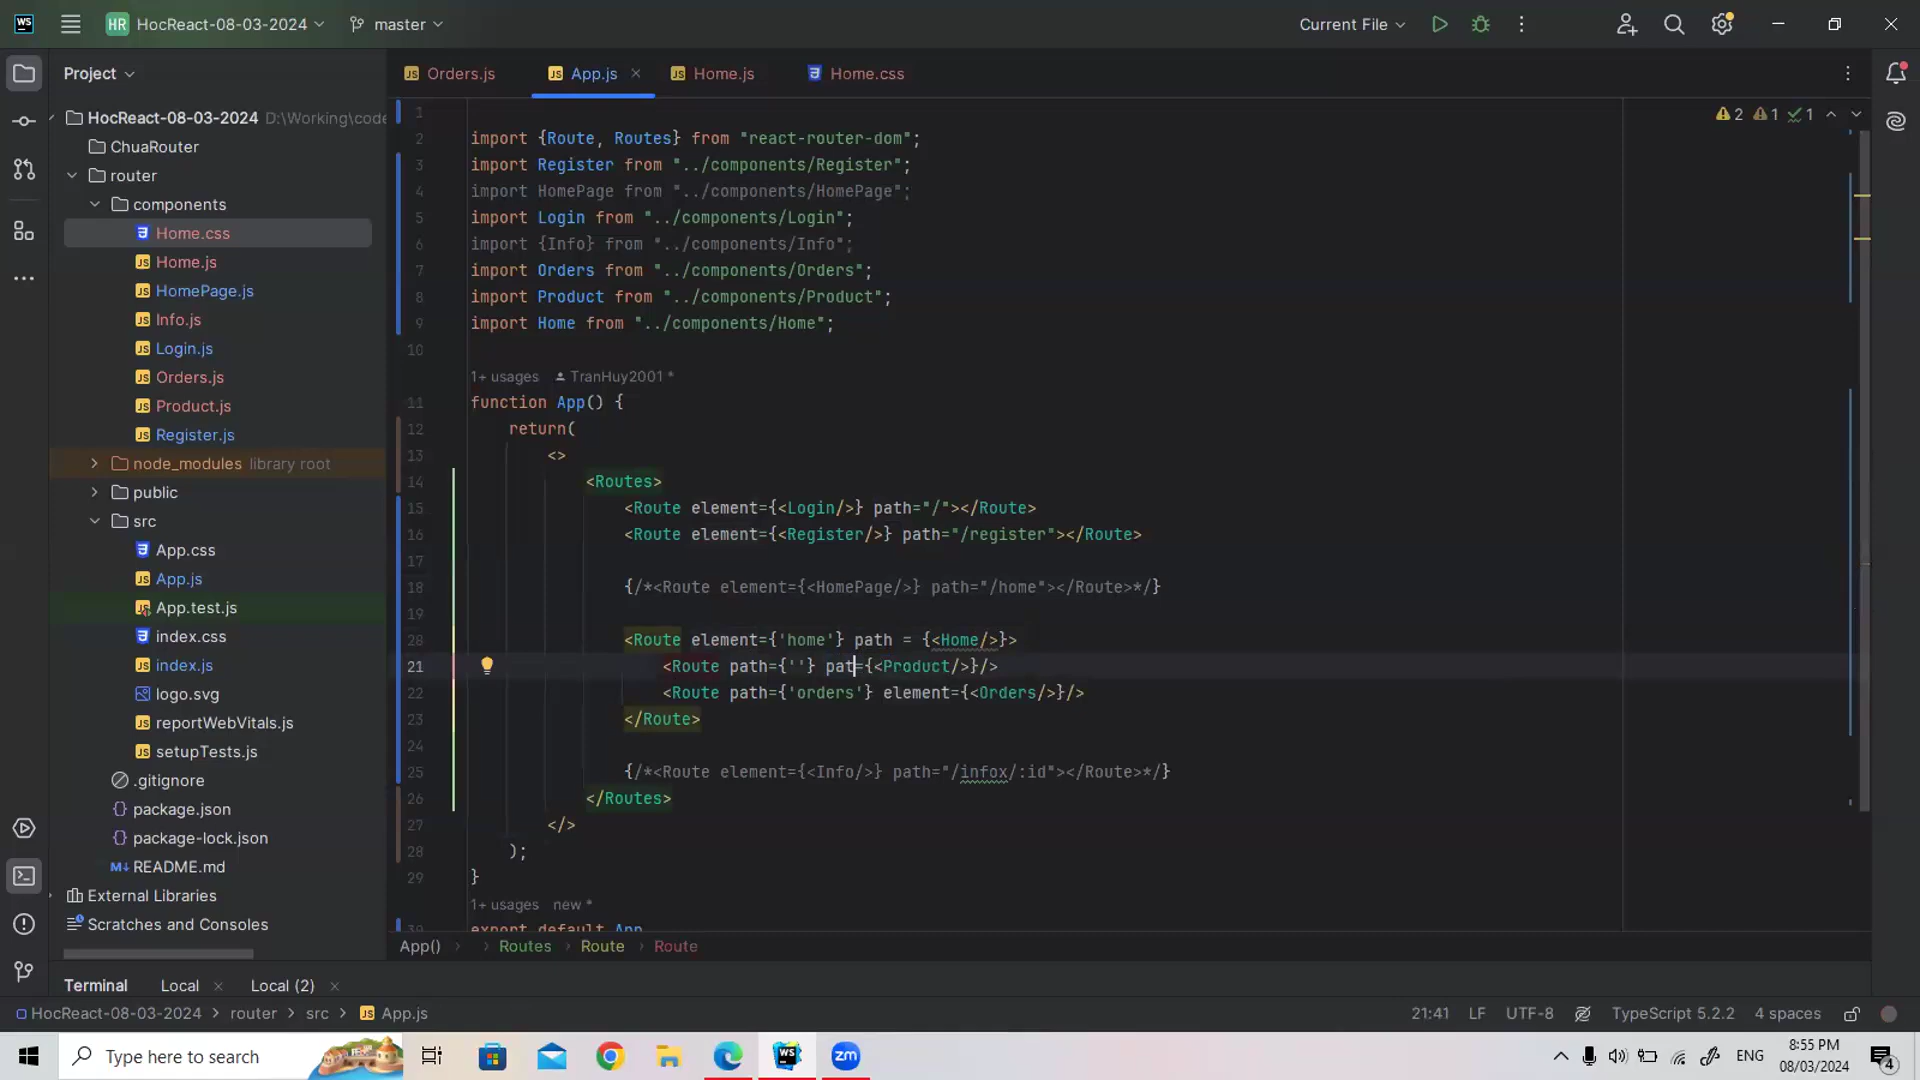 WS HR HocReact-08-03-2024 master Current File
Project
Orders.js App.js Home.js Home.css
HocReact-08-03-2024 D:\Working\code
ChuaRouter
router
components
Home.css
Home.js
HomePage.js
Info.js
Login.js
Orders.js
Product.js
Register.js
node_modules library root
public
src
App.css
App.js
App.test.js
index.css
index.js
logo.svg
reportWebVitals.js
setupTests.js
.gitignore
package.json
package-lock.json
README.md
External Libraries
Scratches and Consoles
2 1 1
1
2 import {Route, Routes} from "react-router-dom";
3 import Register from "../components/Register";
4 import HomePage from "../components/HomePage";
5 import Login from "../components/Login";
6 import {Info} from "../components/Info";
7 import Orders from "../components/Orders";
8 import Product from "../components/Product";
9 import Home from "../components/Home";
10
1+ usages TranHuy2001 *
11 function App() {
12 return(
13 <>
14 <Routes>
15 <Route element={<Login/>} path="/"></Route>
16 <Route element={<Register/>} path="/register"></Route>
17
18 {/*<Route element={<HomePage/>} path="/home"></Route>*/}
19
20 <Route element={'home'} path = {<Home/>}>
21 <Route path={''} pat={<Product/>}/>
22 <Route path={'orders'} element={<Orders/>}/>
23 </Route>
24
25 {/*<Route element={<Info/>} path="/infox/:id"></Route>*/}
26 </Routes>
27 </>
28 );
29 }
1+ usages new *
30 export default App
App() Routes Route Route
Terminal Local × Local (2) ×
HocReact-08-03-2024 > router > src > App.js
21:41 LF UTF-8 TypeScript 5.2.2 4 spaces
Type here to search
WS zm
ENG
8:55 PM
08/03/2024
4